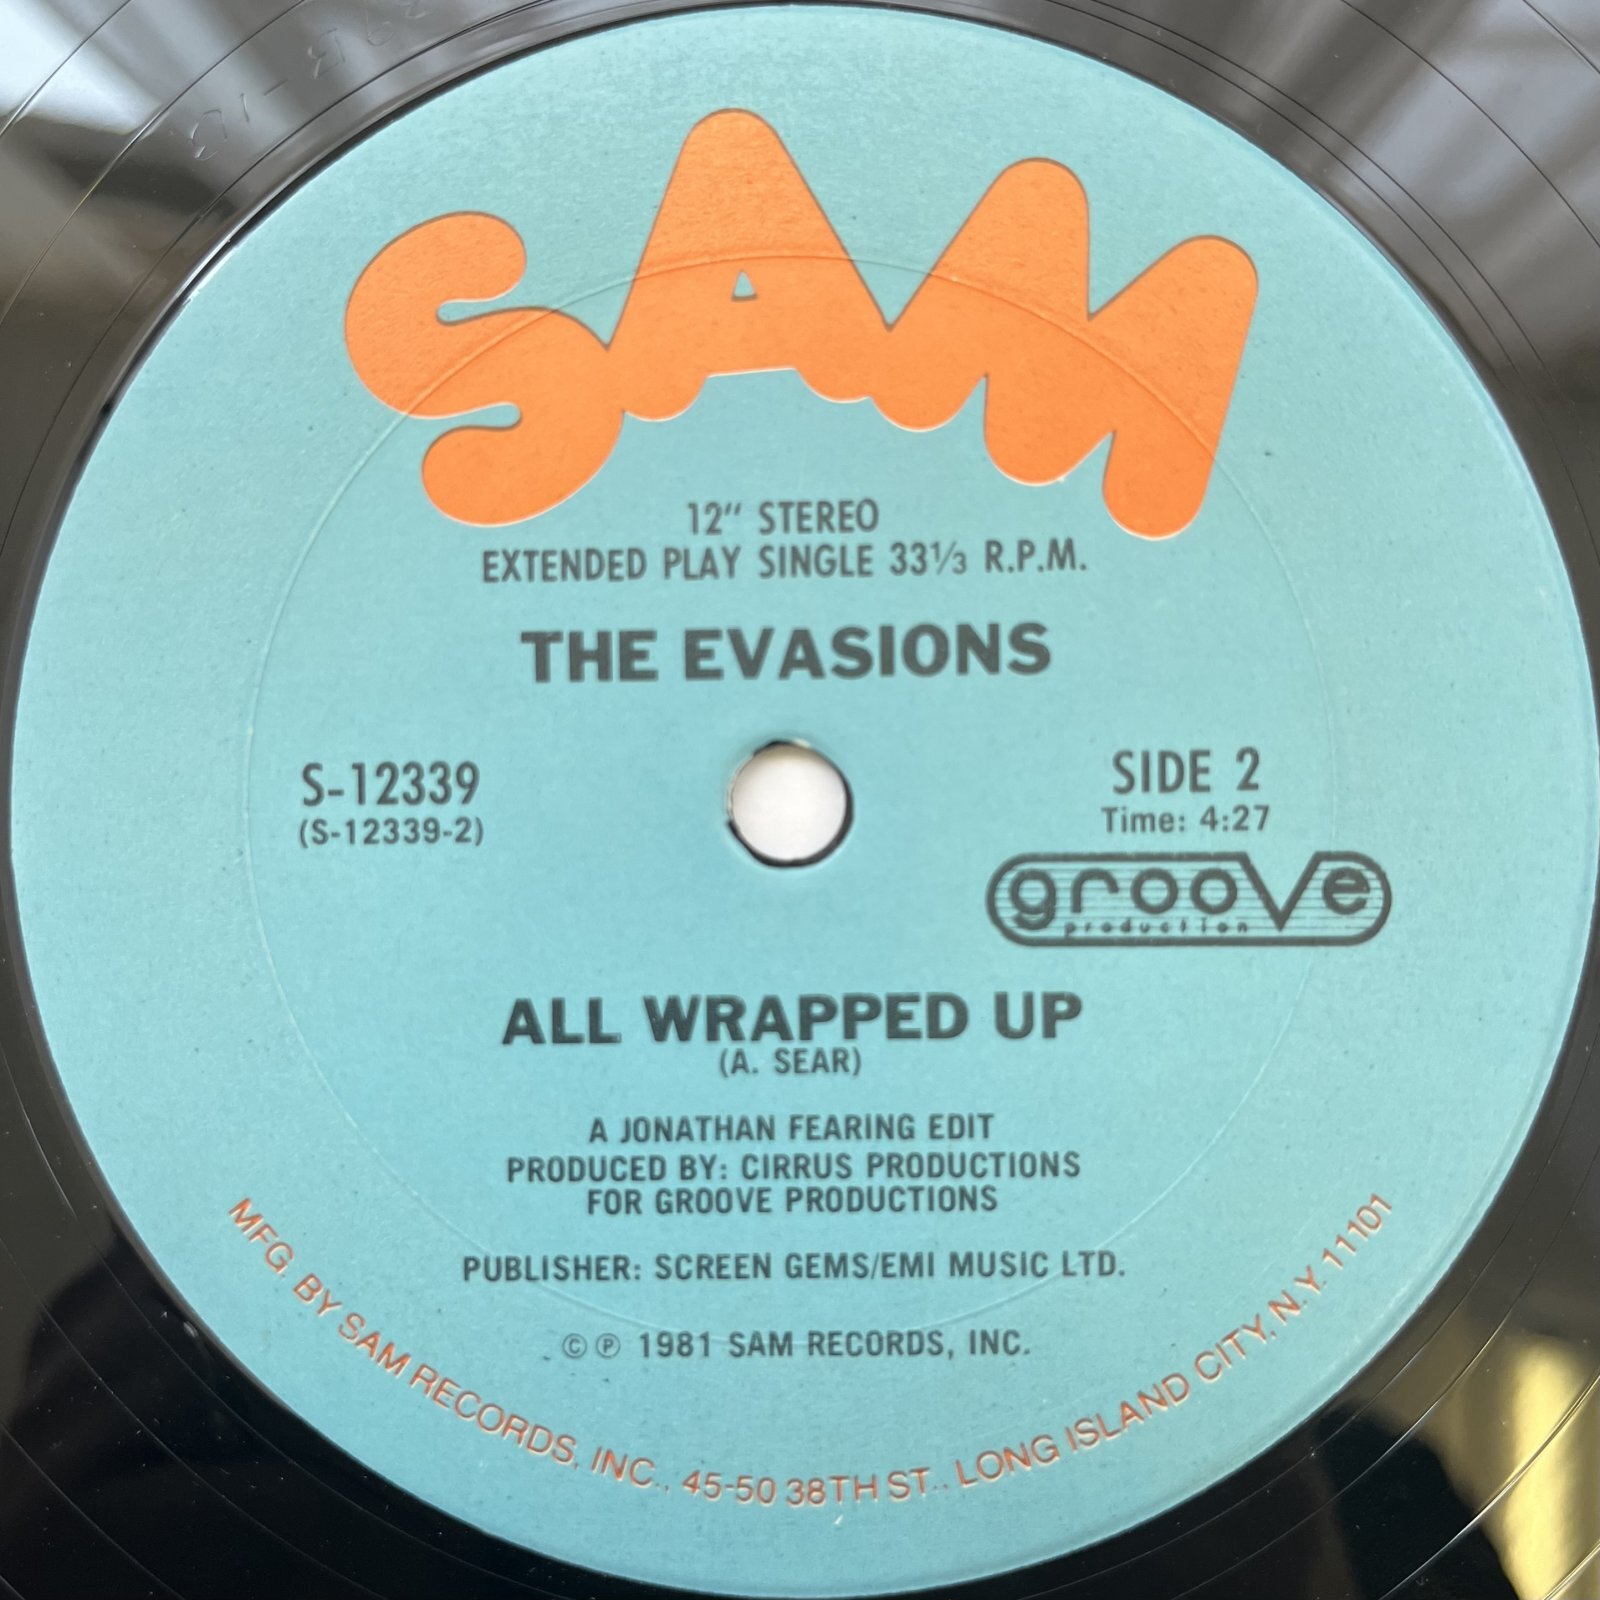 SAM
12" STEREO
EXTENDED PLAY SINGLE 33⅓ R.P.M.
THE EVASIONS
S-12339
(S-12339-2)
SIDE 2
Time: 4:27
groove
production
ALL WRAPPED UP
(A. SEAR)
A JONATHAN FEARING EDIT
PRODUCED BY: CIRRUS PRODUCTIONS
FOR GROOVE PRODUCTIONS
PUBLISHER: SCREEN GEMS/EMI MUSIC LTD.
© ℗ 1981 SAM RECORDS, INC.
MFG. BY SAM RECORDS, INC., 45-50 38TH ST., LONG ISLAND CITY, N.Y. 11101